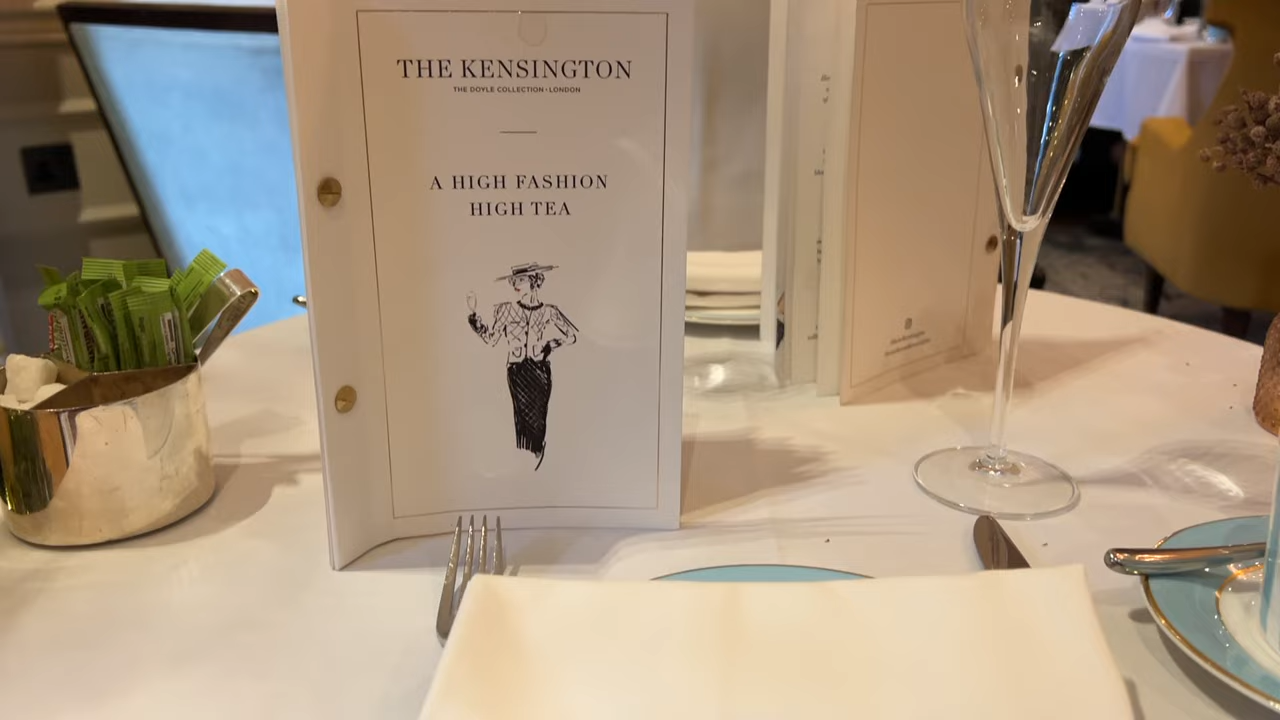 THE KENSINGTON
THE DOYLE COLLECTION · LONDON
A HIGH FASHION
HIGH TEA